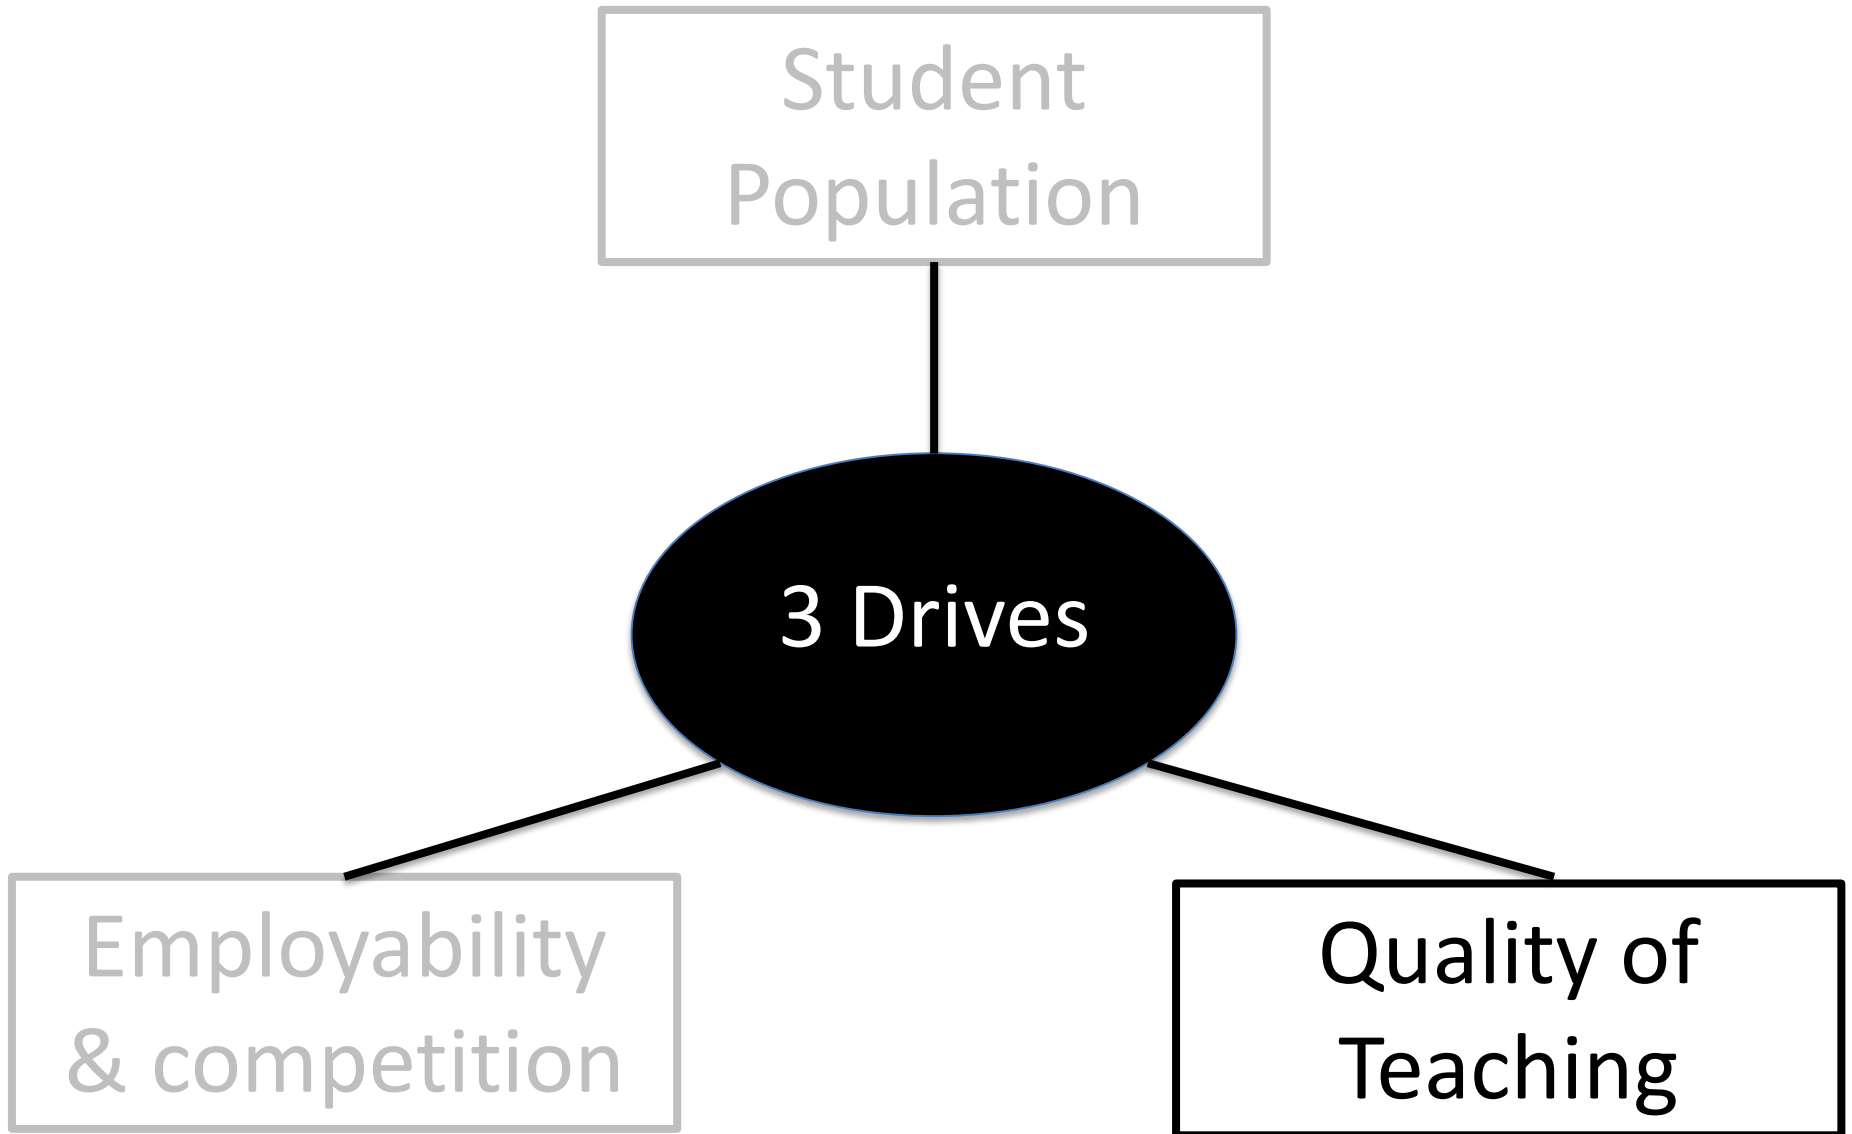 Student
Population
3 Drives
Employability
& competition
Quality of
Teaching